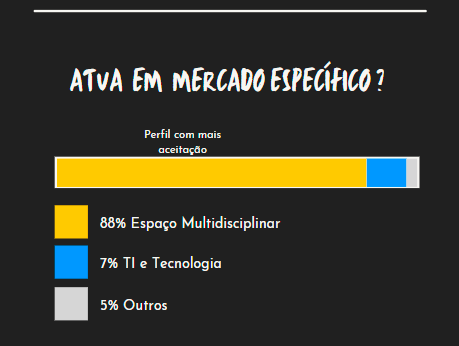 ATUA EM MERCADO ESPECÍFICO?
Perfil com mais
aceitação
88% Espaço Multidisciplinar
7% TI e Tecnologia
5% Outros